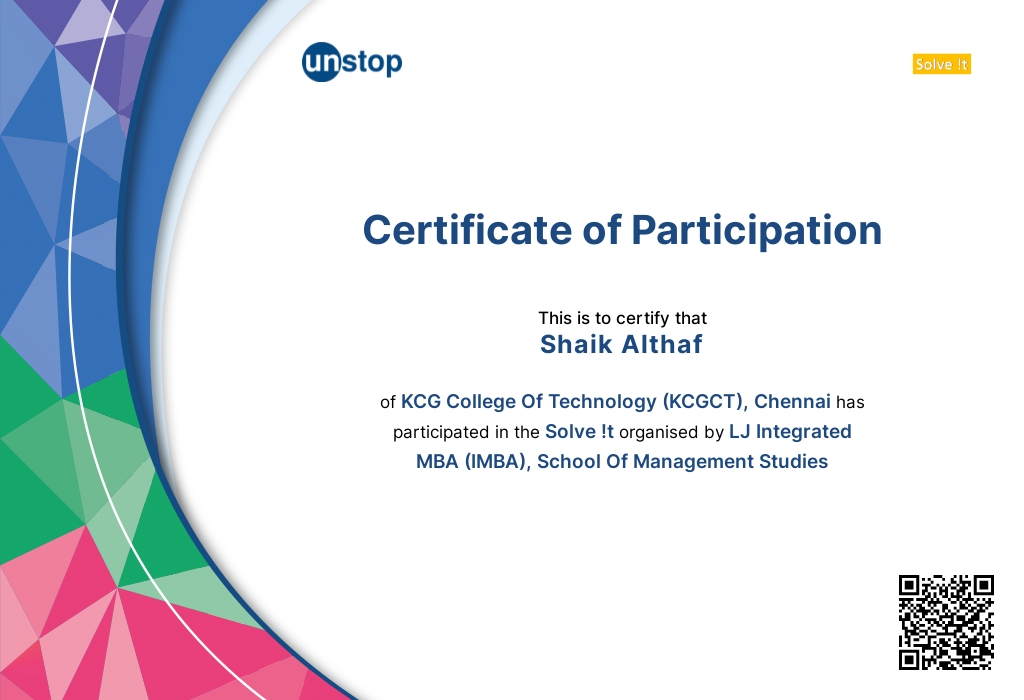 unstop
Solve !t
Certificate of Participation
This is to certify that
Shaik Althaf
of KCG College Of Technology (KCGCT), Chennai has
participated in the Solve !t organised by LJ Integrated
MBA (IMBA), School Of Management Studies